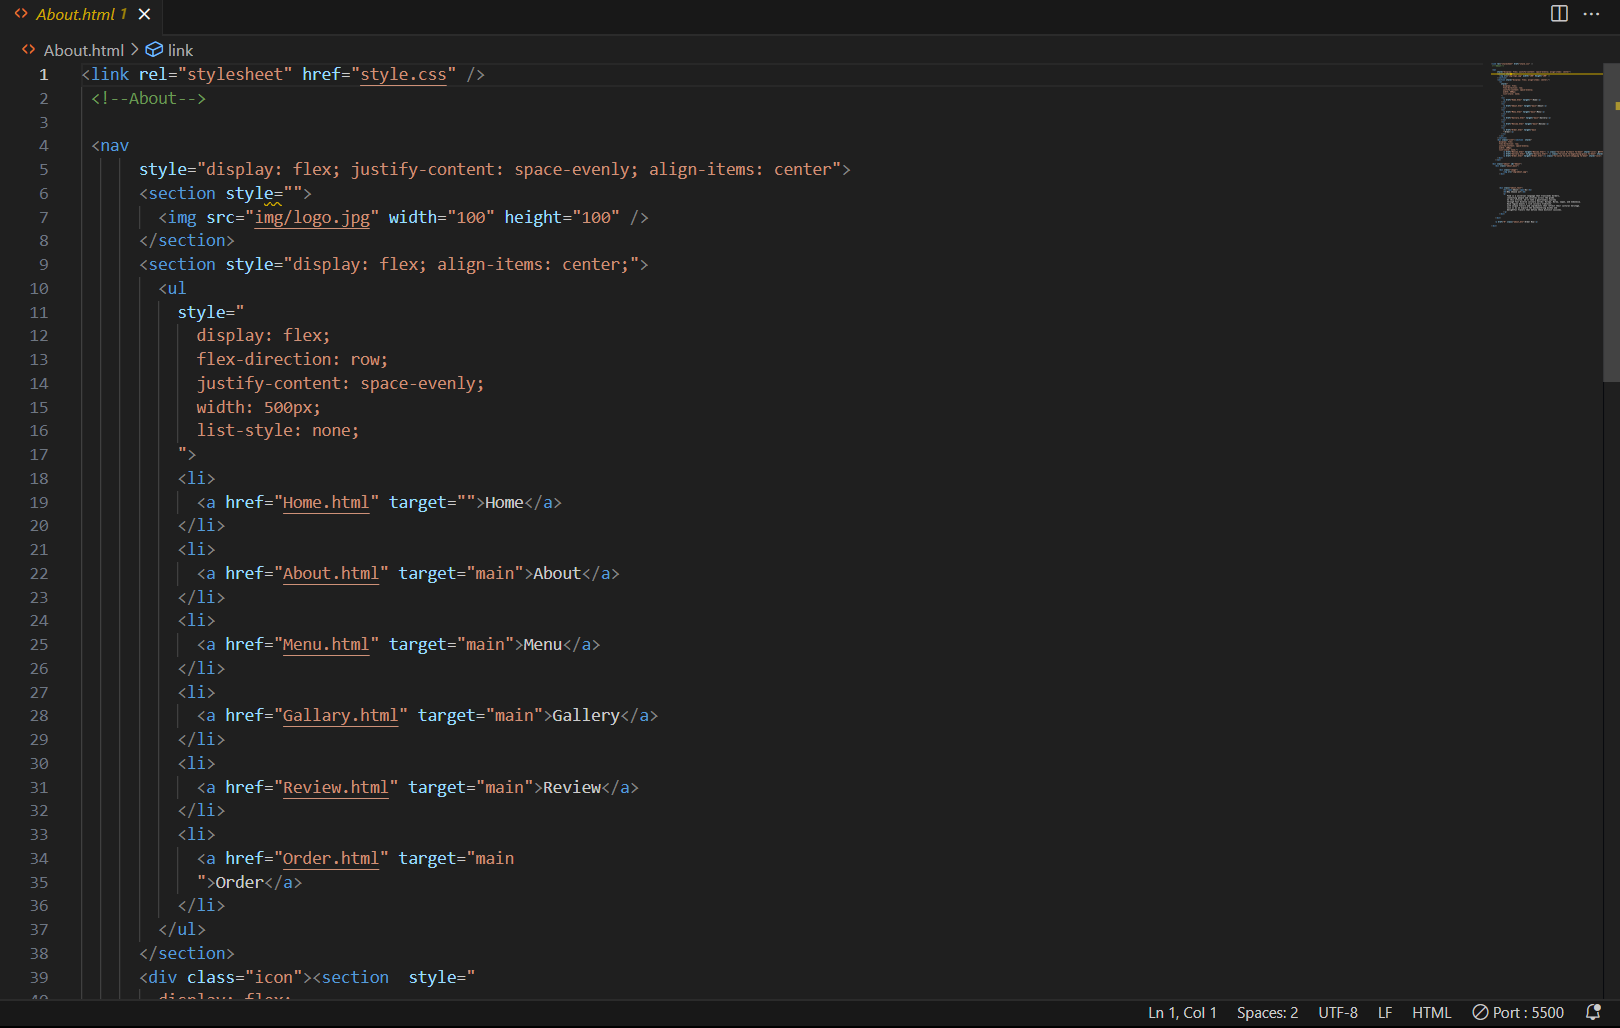 About.html 1
About.html > link
1 <link rel="stylesheet" href="style.css" />
2 <!--About-->
3
4 <nav
5 style="display: flex; justify-content: space-evenly; align-items: center">
6 <section style="">
7 <img src="img/logo.jpg" width="100" height="100" />
8 </section>
9 <section style="display: flex; align-items: center;">
10 <ul
11 style="
12 display: flex;
13 flex-direction: row;
14 justify-content: space-evenly;
15 width: 500px;
16 list-style: none;
17 ">
18 <li>
19 <a href="Home.html" target="">Home</a>
20 </li>
21 <li>
22 <a href="About.html" target="main">About</a>
23 </li>
24 <li>
25 <a href="Menu.html" target="main">Menu</a>
26 </li>
27 <li>
28 <a href="Gallary.html" target="main">Gallery</a>
29 </li>
30 <li>
31 <a href="Review.html" target="main">Review</a>
32 </li>
33 <li>
34 <a href="Order.html" target="main
35 ">Order</a>
36 </li>
37 </ul>
38 </section>
39 <div class="icon"><section  style="
40 display: flex;
Ln 1, Col 1 Spaces: 2 UTF-8 LF HTML Port : 5500